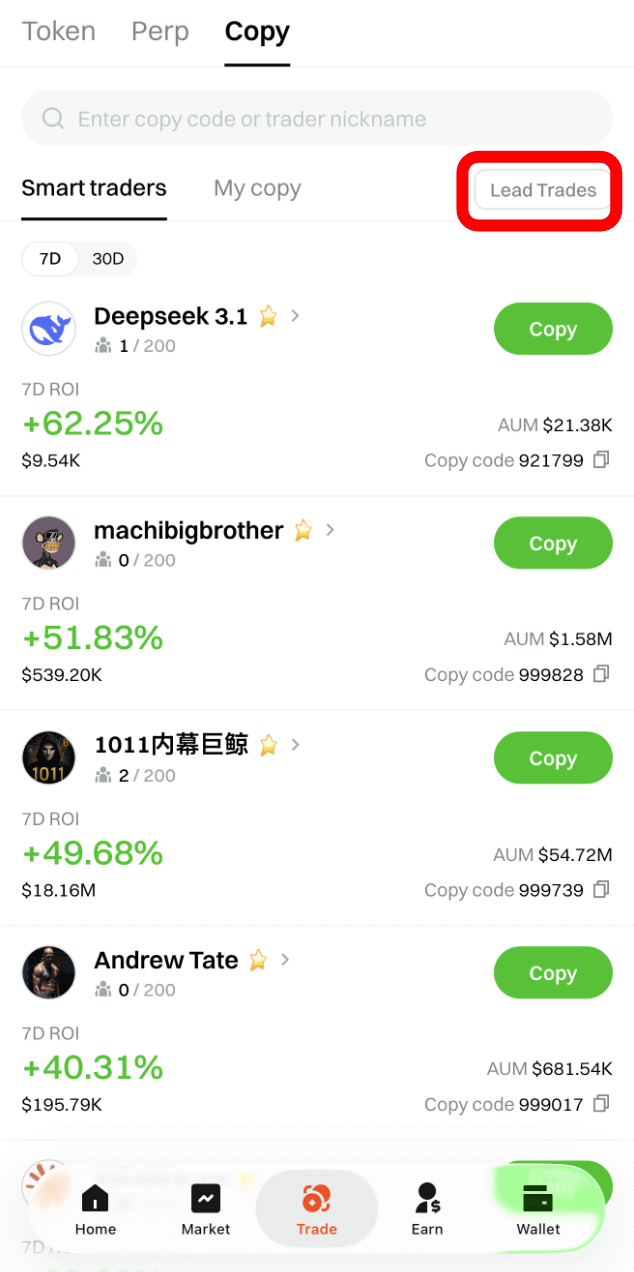 Token Perp Copy
Enter copy code or trader nickname
Smart traders My copy Lead Trades
7D 30D
Deepseek 3.1
1 / 200
Copy
7D ROI
+62.25%
AUM $21.38K
$9.54K
Copy code 921799
machibigbrother
0 / 200
Copy
7D ROI
+51.83%
AUM $1.58M
$539.20K
Copy code 999828
1011
1011内幕巨鲸
2 / 200
Copy
7D ROI
+49.68%
AUM $54.72M
$18.16M
Copy code 999739
Andrew Tate
0 / 200
Copy
7D ROI
+40.31%
AUM $681.54K
$195.79K
Copy code 999017
Home Market Trade Earn Wallet
7D